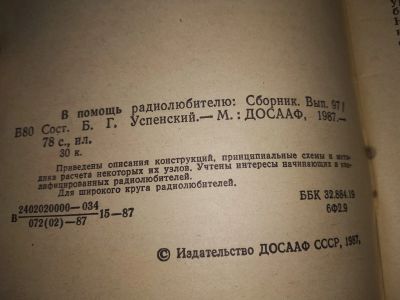 В помощь радиолюбителю: Сборник. Вып. 97/
Б80 Сост. Б. Г. Успенский.— М.: ДОСААФ, 1987.—
78 с., ил.
30 к.
Приведены описания конструкций, принципиальные схемы и мето-
дика расчета некоторых их узлов. Учтены интересы начинающих и ква-
лифицированных радиолюбителей.
Для широкого круга радиолюбителей.
В 2402020000—034 15—87
072(02)—87
ББК 32.884.19
6Ф2.9
© Издательство ДОСААФ СССР, 1987.